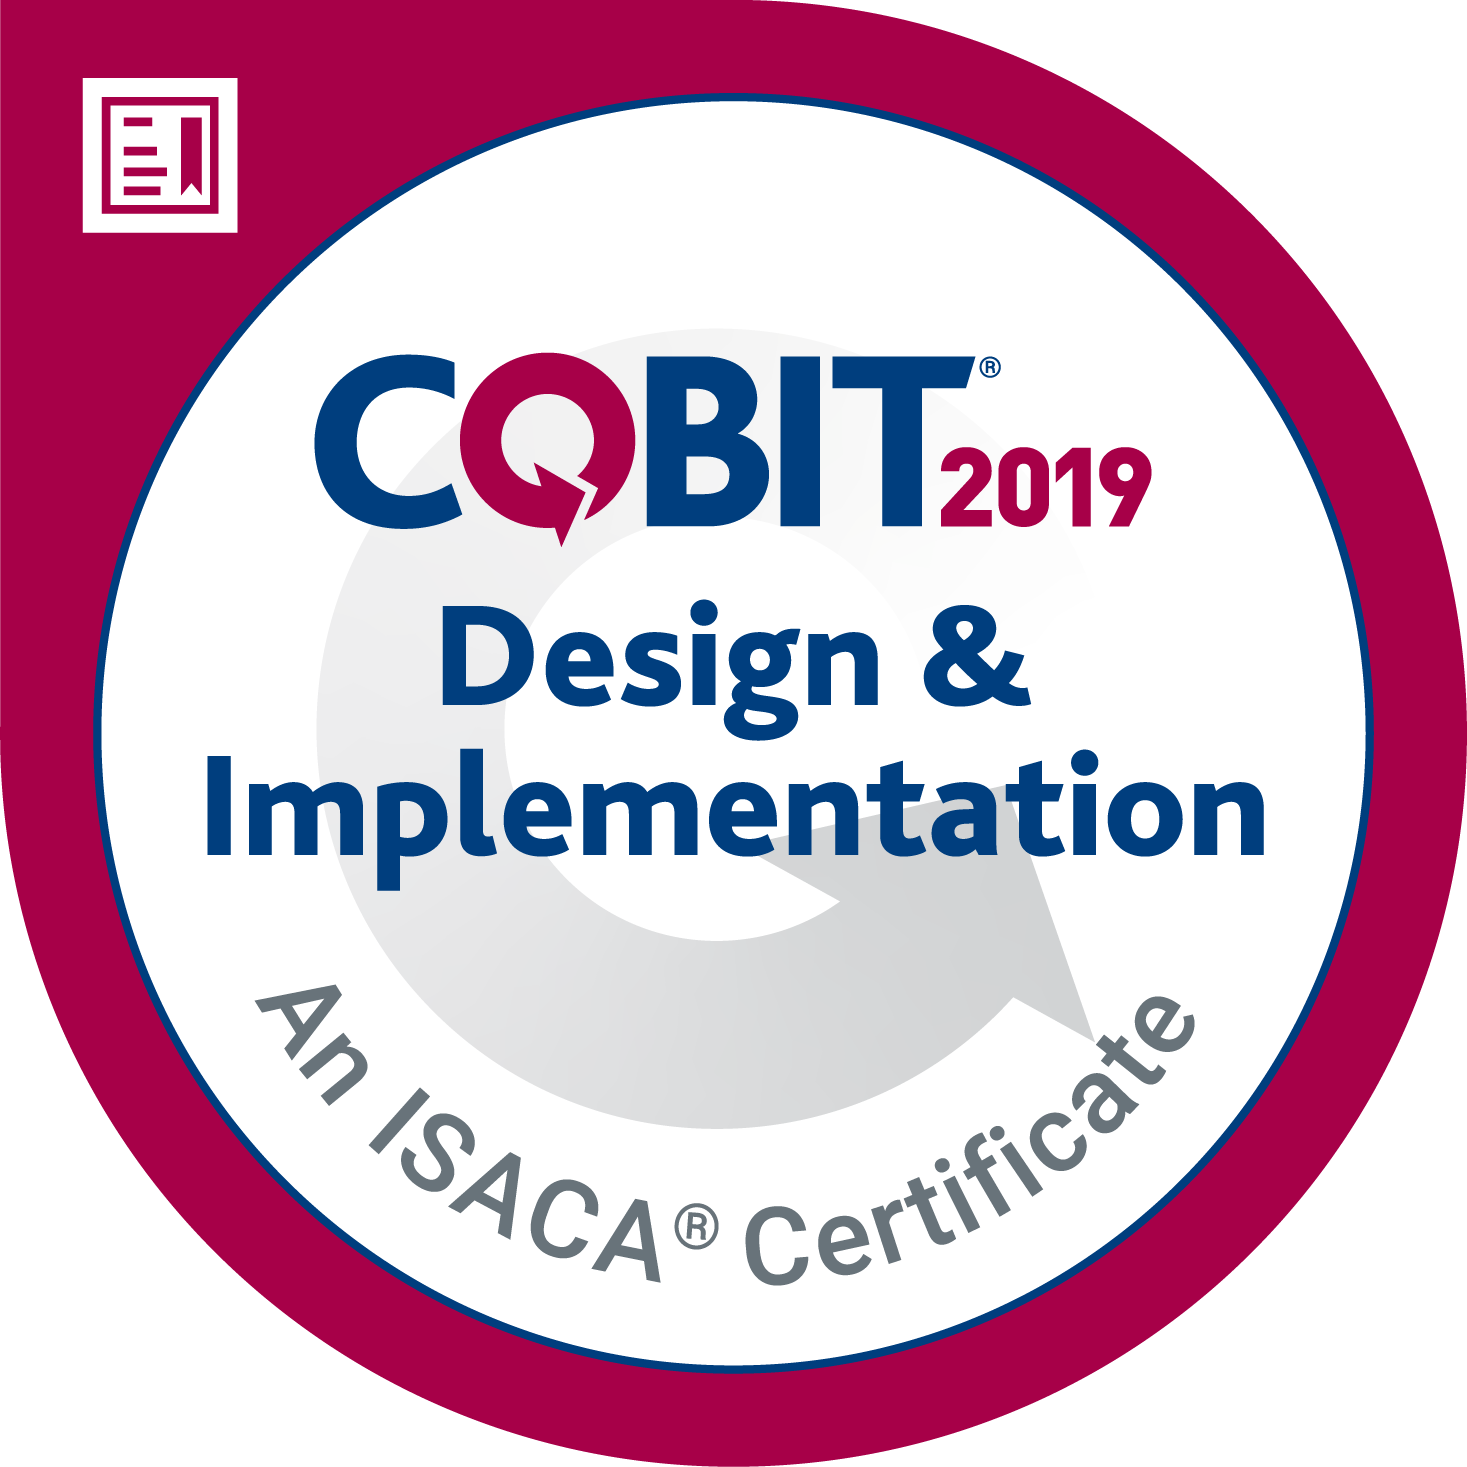 COBIT® 2019
Design &
Implementation
An ISACA® Certificate